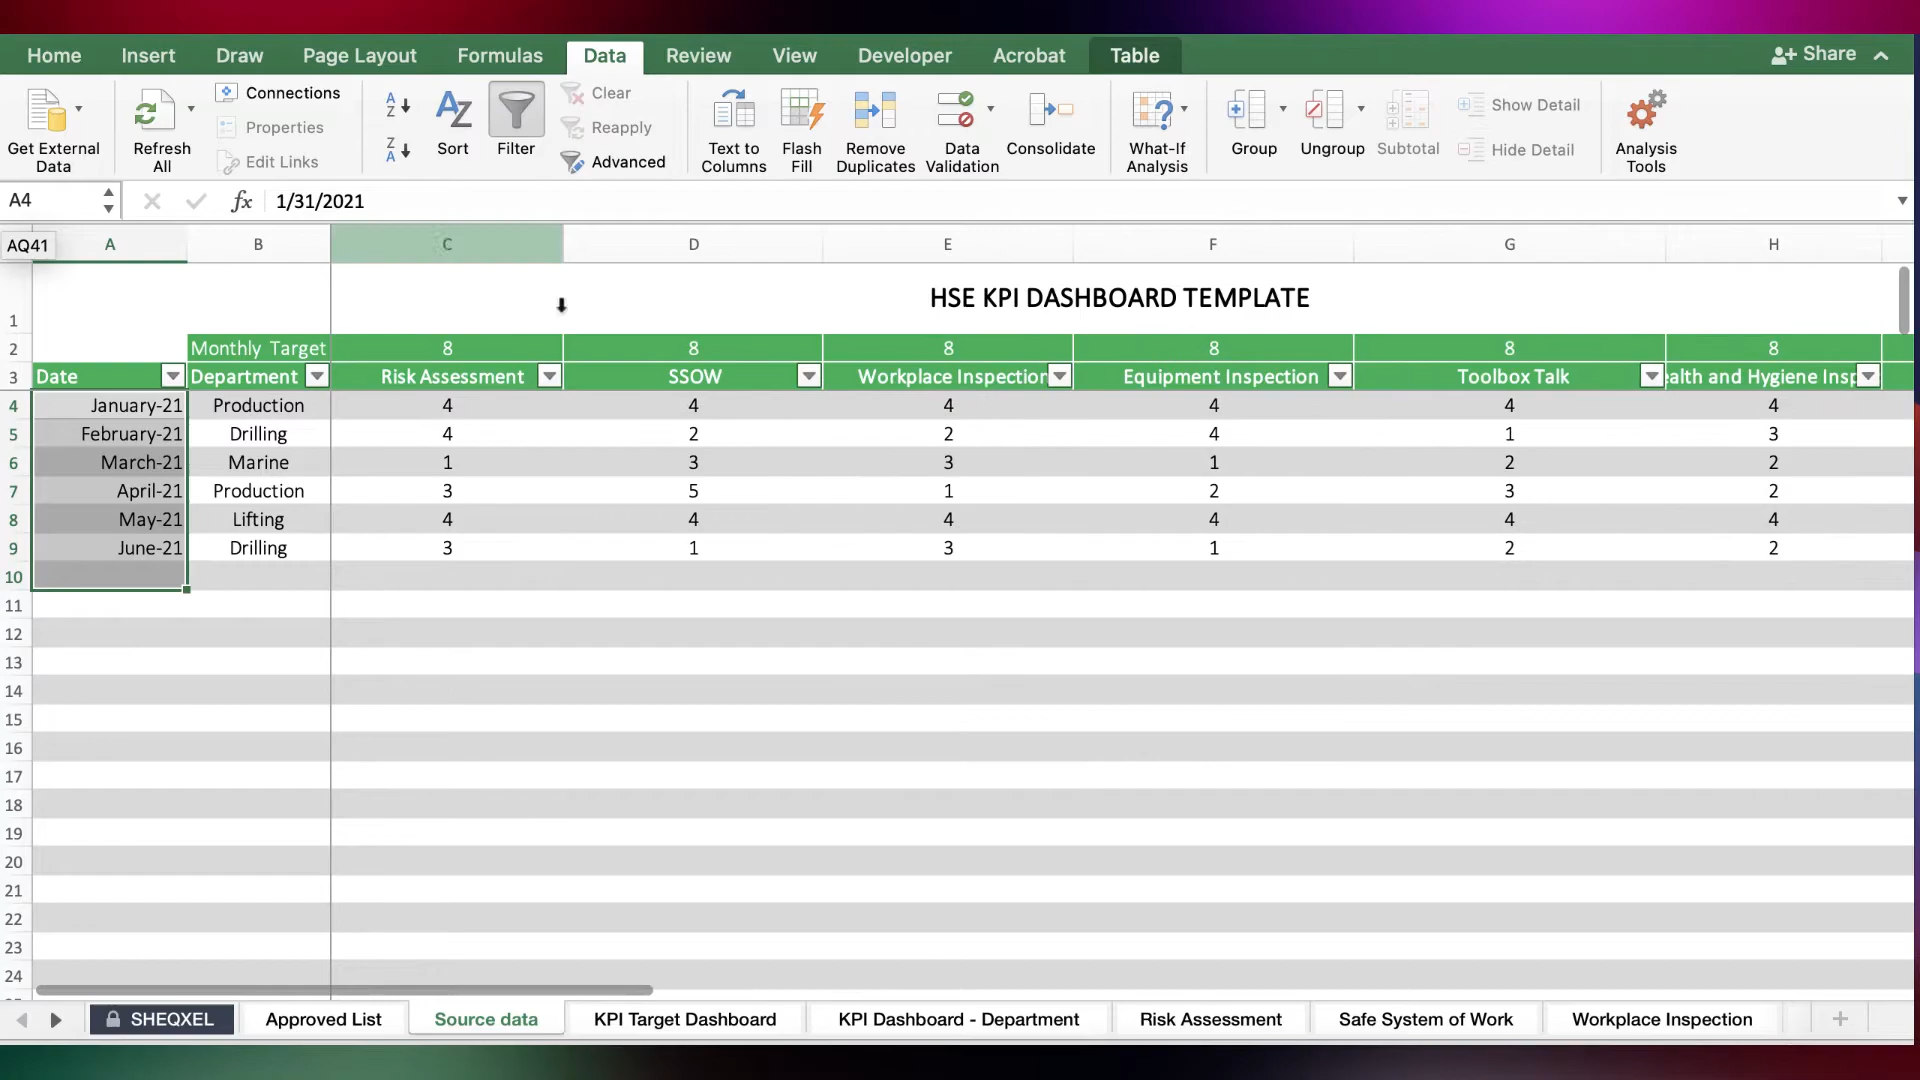 Home Insert Draw Page Layout Formulas Data Review View Developer Acrobat Table Share
Get External Data
Refresh All
Connections
Properties
Edit Links
A Z
Z A
AZ
Sort
Filter
Clear
Reapply
Advanced
Text to Columns
Flash Fill
Remove Duplicates
Data Validation
Consolidate
What-If Analysis
Group
Ungroup
Subtotal
Show Detail
Hide Detail
Analysis Tools
A4 fx 1/31/2021
AQ41 A B C D E F G H
1 HSE KPI DASHBOARD TEMPLATE
2 Monthly Target 8 8 8 8 8 8
3 Date Department Risk Assessment SSOW Workplace Inspection Equipment Inspection Toolbox Talk ealth and Hygiene Insp
4 January-21 Production 4 4 4 4 4 4
5 February-21 Drilling 4 2 2 4 1 3
6 March-21 Marine 1 3 3 1 2 2
7 April-21 Production 3 5 1 2 3 2
8 May-21 Lifting 4 4 4 4 4 4
9 June-21 Drilling 3 1 3 1 2 2
10
11
12
13
14
15
16
17
18
19
20
21
22
23
24
SHEQXEL Approved List Source data KPI Target Dashboard KPI Dashboard - Department Risk Assessment Safe System of Work Workplace Inspection